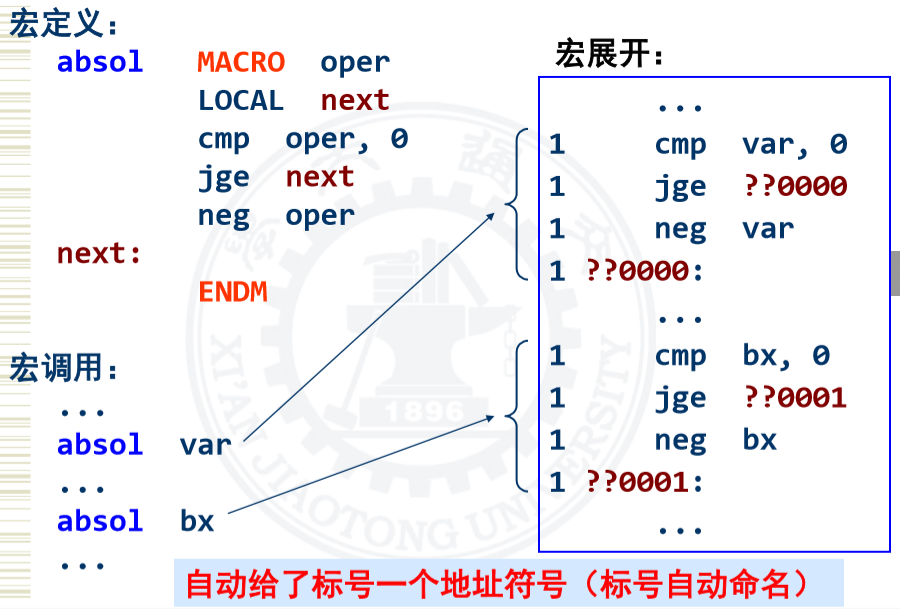 宏定义:
absol MACRO oper
LOCAL next
cmp oper, 0
jge next
neg oper
next:
ENDM
宏调用:
...
absol var
...
absol bx
...
宏展开:
...
1 cmp var, 0
1 jge ??0000
1 neg var
1 ??0000:
...
1 cmp bx, 0
1 jge ??0001
1 neg bx
1 ??0001:
...
自动给了标号一个地址符号（标号自动命名）
XI'AN JIAOTONG UNIVERSITY
1896